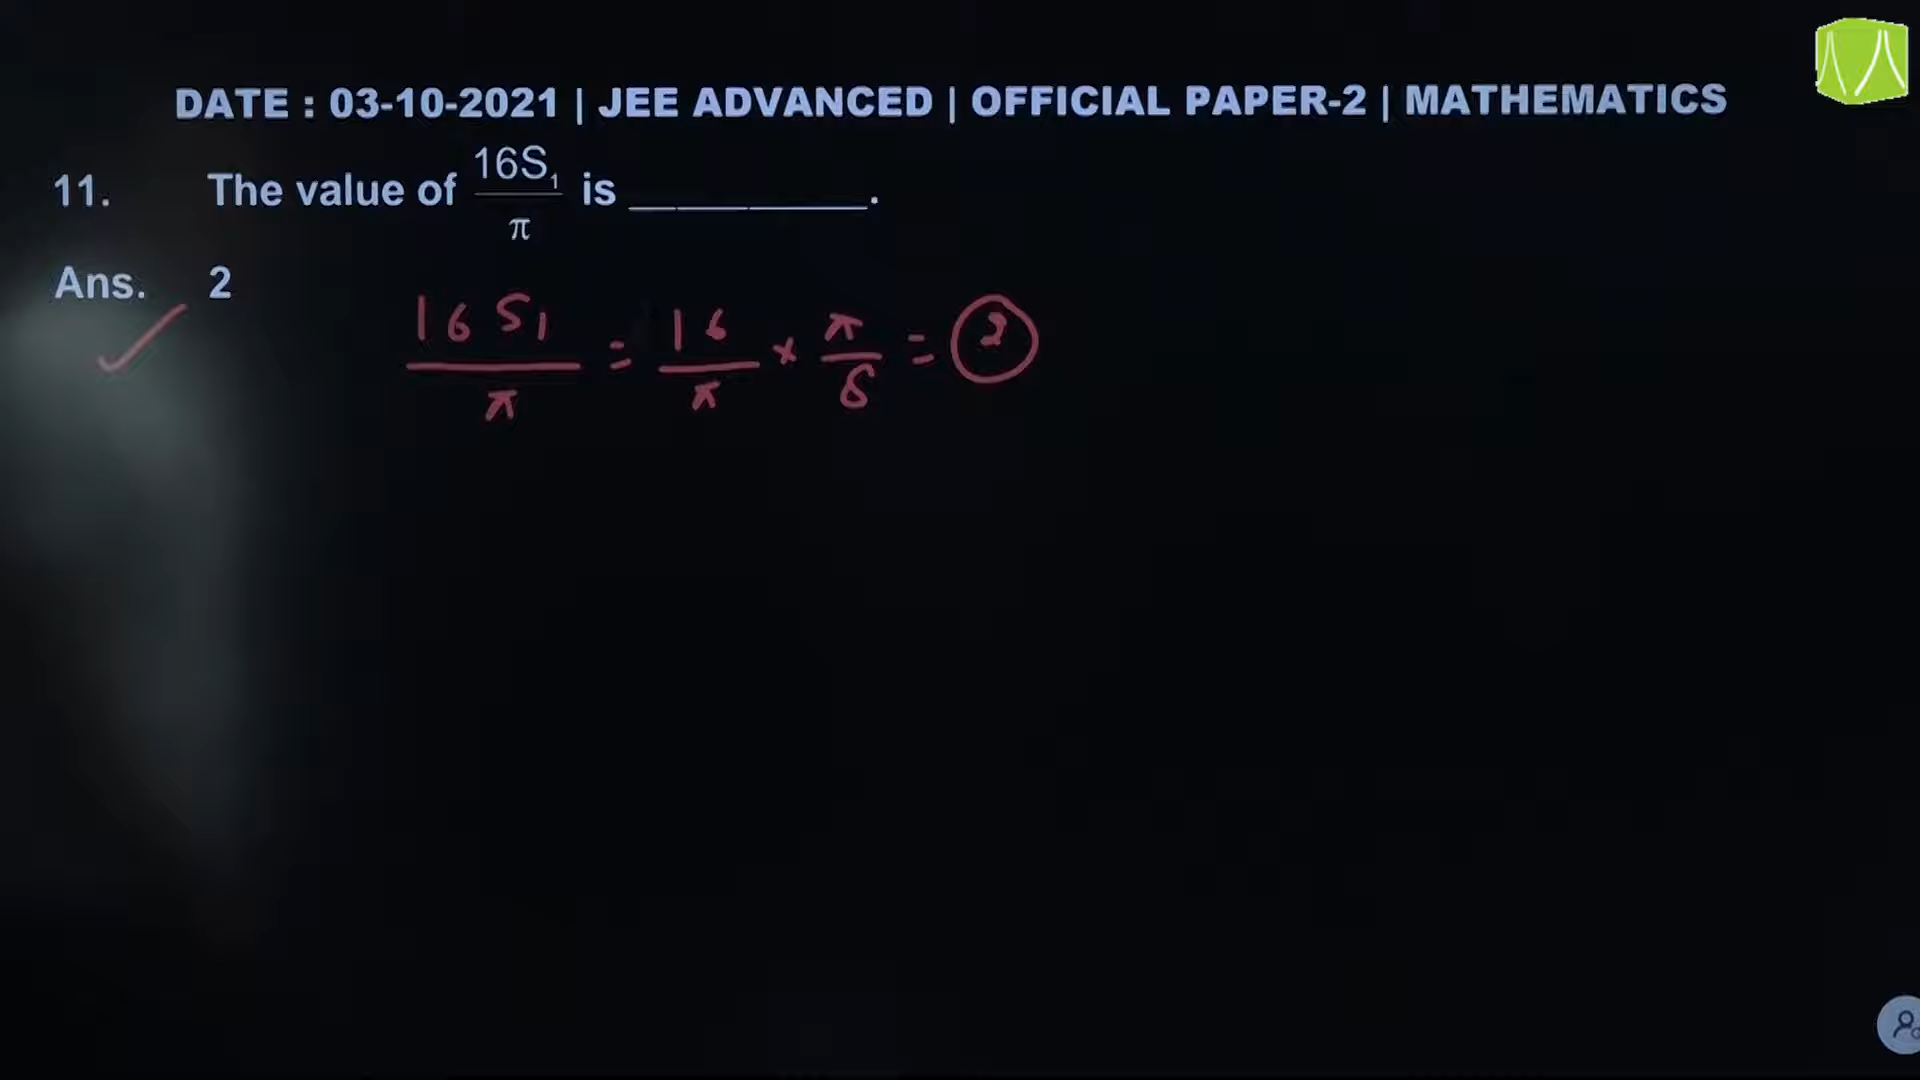 DATE : 03-10-2021 | JEE ADVANCED | OFFICIAL PAPER-2 | MATHEMATICS
11. The value of 16S₁/π is ____________.
Ans. 2
16S₁/π = 16/π × π/8 = 2